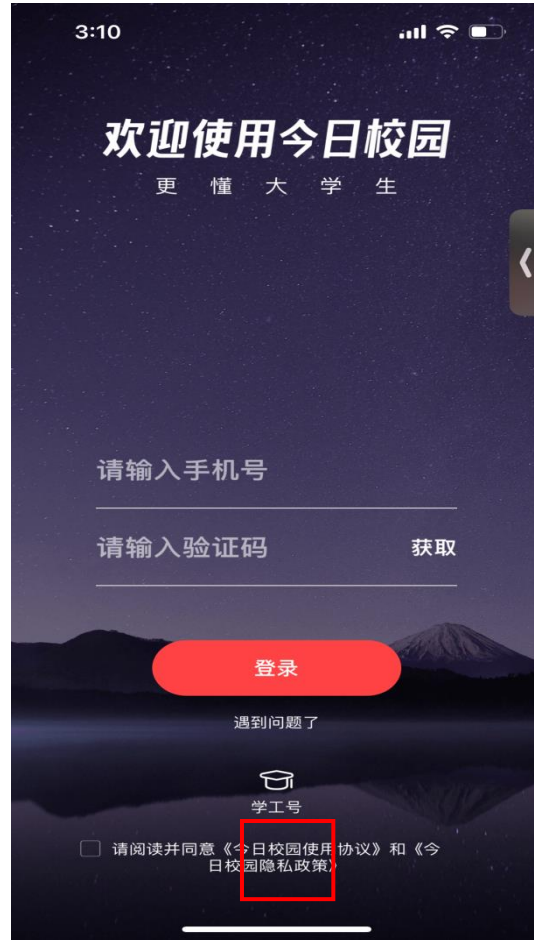 3:10
欢迎使用今日校园
更懂大学生
请输入手机号
请输入验证码 获取
登录
遇到问题了
学工号
请阅读并同意《今日校园使用协议》和《今
日校园隐私政策》